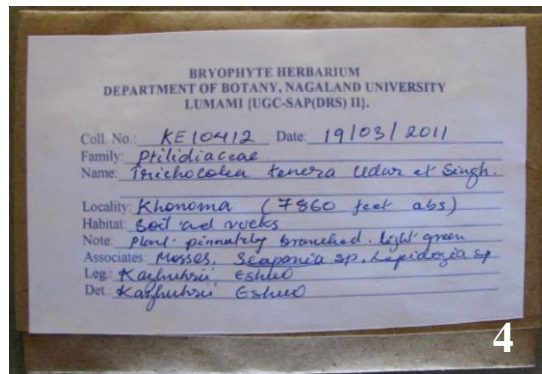 BRYOPHYTE HERBARIUM
DEPARTMENT OF BOTANY, NAGALAND UNIVERSITY
LUMAMI [UGC-SAP(DRS) II].
Coll. No.: KE10412 Date: 19/03/2011
Family: Ptilidiaceae
Name: Trichocolea tenera Udar et Singh.
Locality: Khonoma (7860 feet abs)
Habitat: Soil and rocks
Note: Plant pinnately branched. Light green
Associates: Mosses, Scapania sp, Lepidozia sp
Leg: Kazhuhrii Eshuo
Det.: Kazhuhrii Eshuo
4